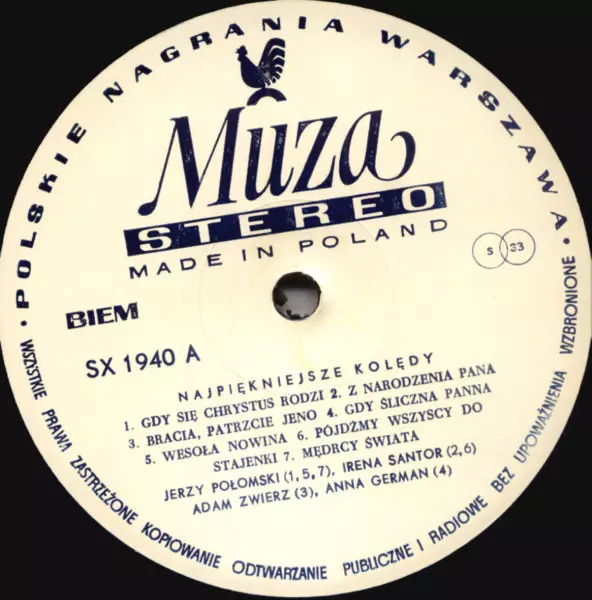 POLSKIE NAGRANIA WARSZAWA
Muza
STEREO
MADE IN POLAND
S 33
BIEM
SX 1940 A
NAJPIĘKNIEJSZE KOLĘDY
1. GDY SIĘ CHRYSTUS RODZI 2. Z NARODZENIA PANA
3. BRACIA, PATRZCIE JENO 4. GDY ŚLICZNA PANNA
5. WESOŁA NOWINA 6. PÓJDŹMY WSZYSCY DO
STAJENKI 7. MĘDRCY ŚWIATA
JERZY POŁOMSKI (1, 5, 7), IRENA SANTOR (2, 6)
ADAM ZWIERZ (3), ANNA GERMAN (4)
WSZYSTKIE PRAWA ZASTRZEŻONE KOPIOWANIE ODTWARZANIE PUBLICZNE I RADIOWE BEZ UPOWAŻNIENIA WZBRONIONE